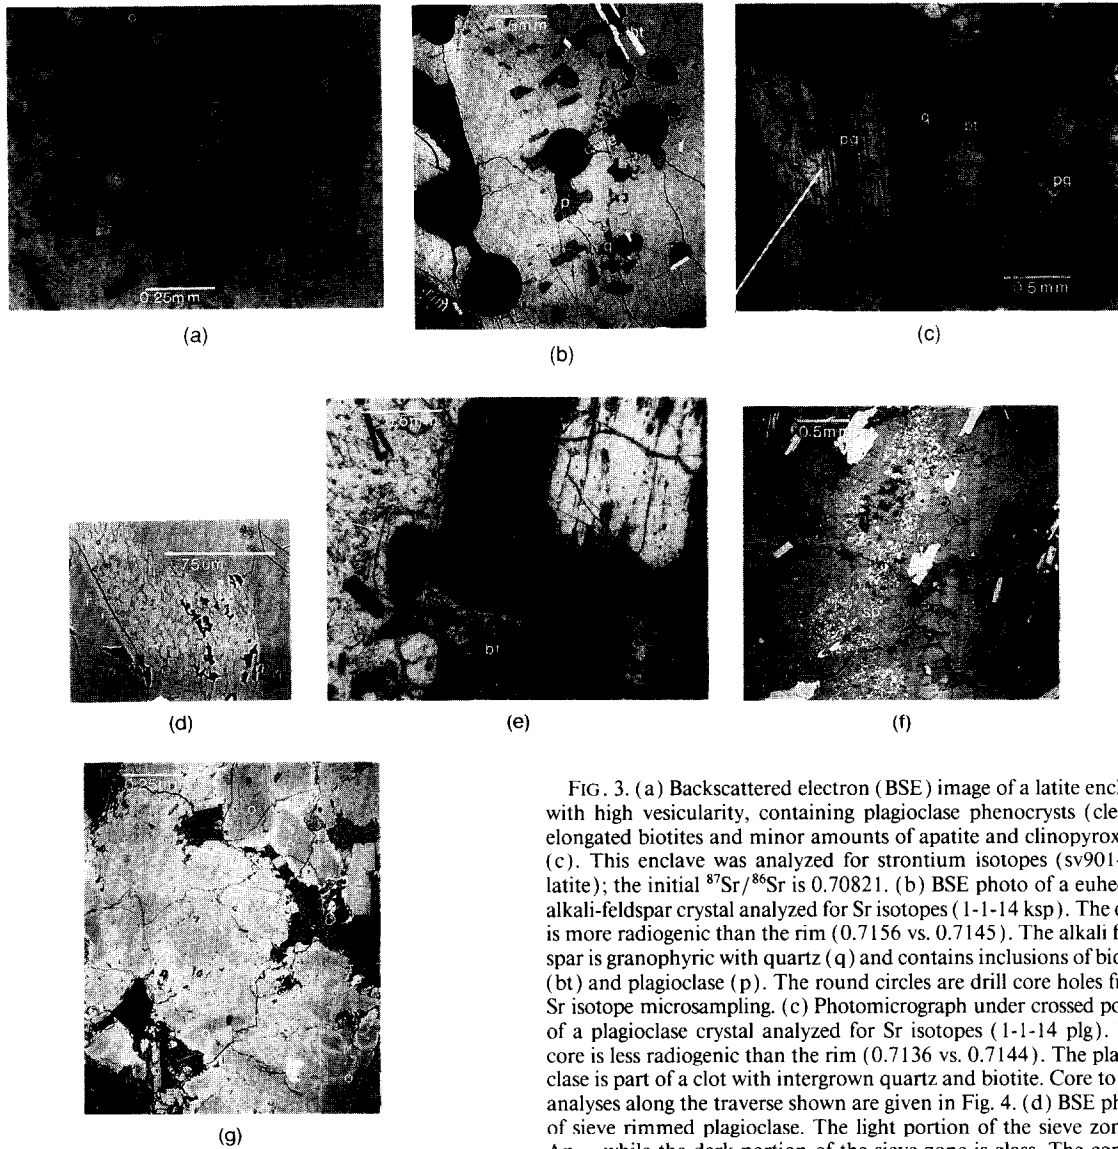 c
0.25mm
(a)
0.5mm
bt
p
q
(b)
pg
q
bt
pg
0.5mm
(c)
.75um
(d)
bt
(e)
0.5mm
sp
(f)
0.25mm
(g)
FIG. 3. (a) Backscattered electron (BSE) image of a latite encl
with high vesicularity, containing plagioclase phenocrysts (cle
elongated biotites and minor amounts of apatite and clinopyrox
(c). This enclave was analyzed for strontium isotopes (sv901-
latite); the initial ⁸⁷Sr/⁸⁶Sr is 0.70821. (b) BSE photo of a euhe
alkali-feldspar crystal analyzed for Sr isotopes (1-1-14 ksp). The
is more radiogenic than the rim (0.7156 vs. 0.7145). The alkali f
spar is granophyric with quartz (q) and contains inclusions of bio
(bt) and plagioclase (p). The round circles are drill core holes fr
Sr isotope microsampling. (c) Photomicrograph under crossed po
of a plagioclase crystal analyzed for Sr isotopes (1-1-14 plg).
core is less radiogenic than the rim (0.7136 vs. 0.7144). The pla
clase is part of a clot with intergrown quartz and biotite. Core to
analyses along the traverse shown are given in Fig. 4. (d) BSE ph
of sieve rimmed plagioclase. The light portion of the sieve zon
while the dark portion of the sieve zone is glass. The